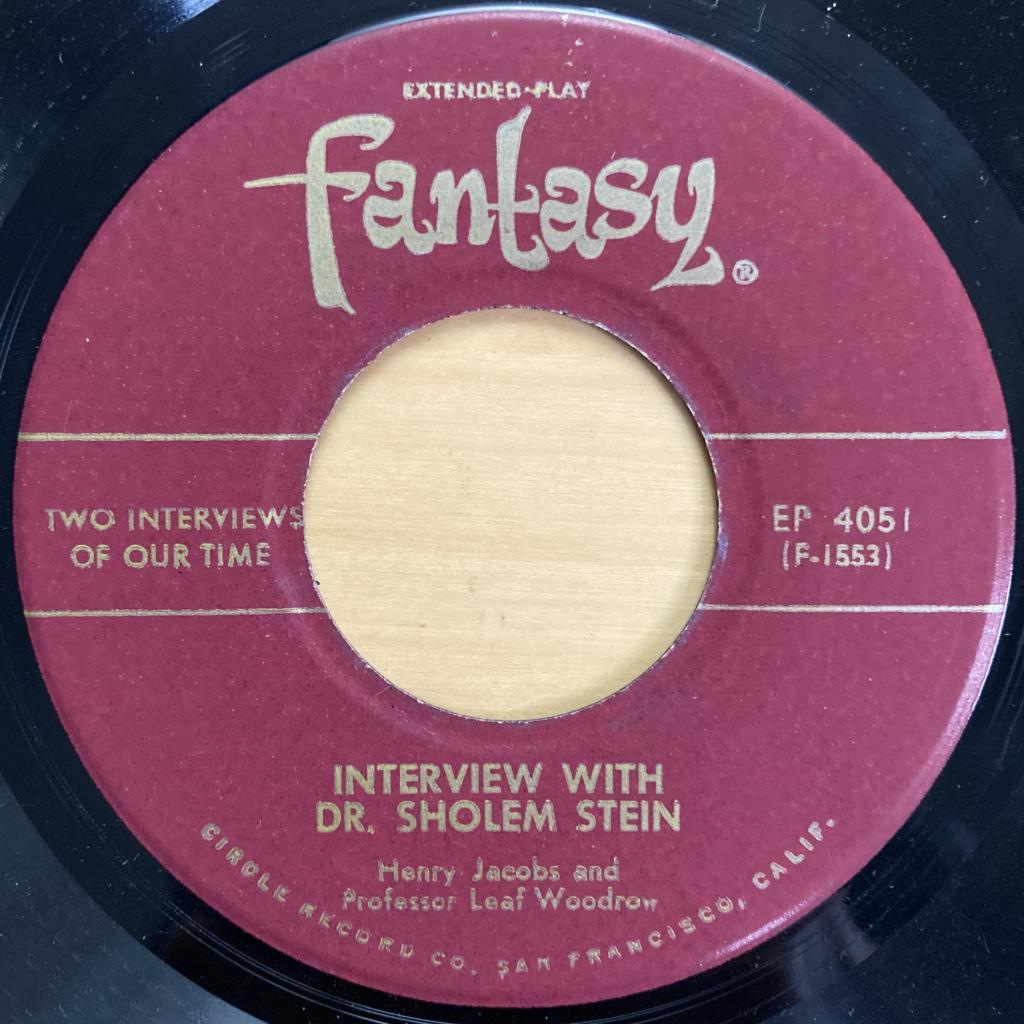 EXTENDED-PLAY
fantasy®
TWO INTERVIEWS
OF OUR TIME
EP 4051
(F-1553)
INTERVIEW WITH
DR. SHOLEM STEIN
Henry Jacobs and
Professor Leaf Woodrow
CIRCLE RECORD CO. SAN FRANCISCO, CALIF.